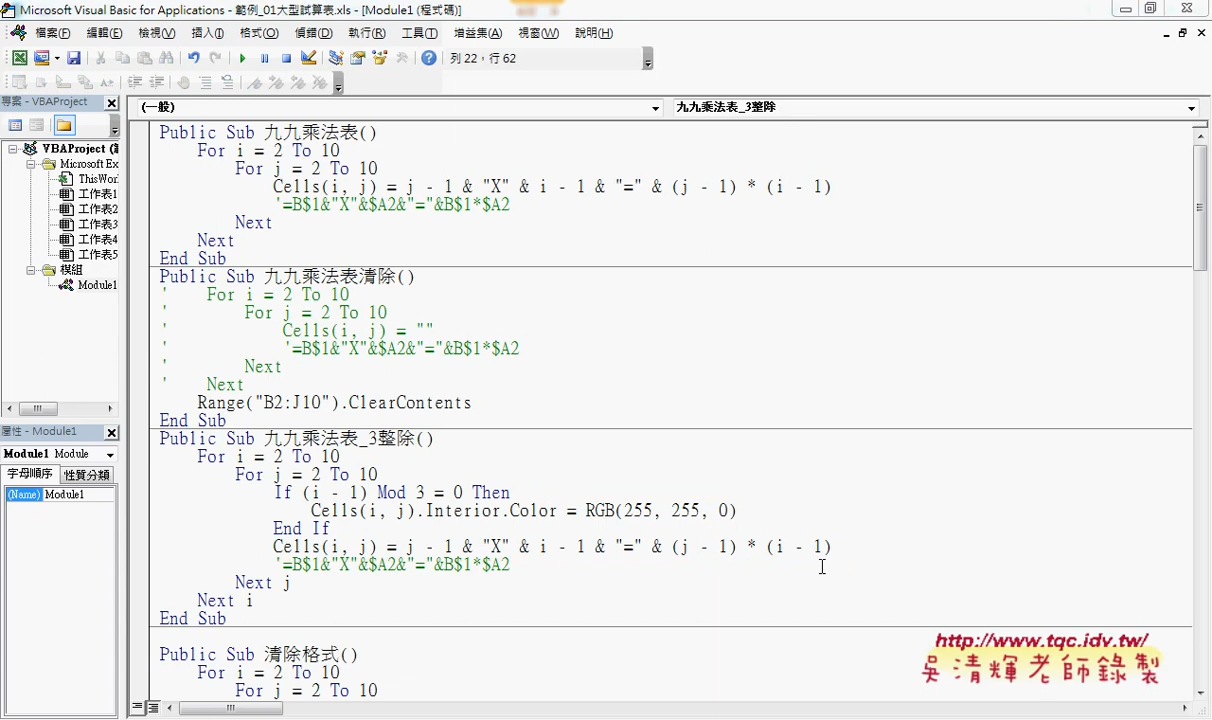 Microsoft Visual Basic for Applications - 範例_01大型試算表.xls - [Module1 (程式碼)]
檔案(F) 編輯(E) 檢視(V) 插入(I) 格式(O) 偵錯(D) 執行(R) 工具(T) 增益集(A) 視窗(W) 說明(H)
列 22，行 62
專案 - VBAProject
(一般)
九九乘法表_3整除
VBAProject (範
Microsoft Ex
ThisWor
工作表1
工作表2
工作表3
工作表4
工作表5
模組
Module1
屬性 - Module1
Module1 Module
字母順序 性質分類
(Name) Module1
Public Sub 九九乘法表()
For i = 2 To 10
For j = 2 To 10
Cells(i, j) = j - 1 & "X" & i - 1 & "=" & (j - 1) * (i - 1)
'=B$1&"X"&$A2&"="&B$1*$A2
Next
Next
End Sub
Public Sub 九九乘法表清除()
' For i = 2 To 10
' For j = 2 To 10
' Cells(i, j) = ""
' '=B$1&"X"&$A2&"="&B$1*$A2
' Next
' Next
Range("B2:J10").ClearContents
End Sub
Public Sub 九九乘法表_3整除()
For i = 2 To 10
For j = 2 To 10
If (i - 1) Mod 3 = 0 Then
Cells(i, j).Interior.Color = RGB(255, 255, 0)
End If
Cells(i, j) = j - 1 & "X" & i - 1 & "=" & (j - 1) * (i - 1)
'=B$1&"X"&$A2&"="&B$1*$A2
Next j
Next i
End Sub
Public Sub 清除格式()
For i = 2 To 10
For j = 2 To 10
http://www.tqc.idv.tw/
吳清輝老師錄製